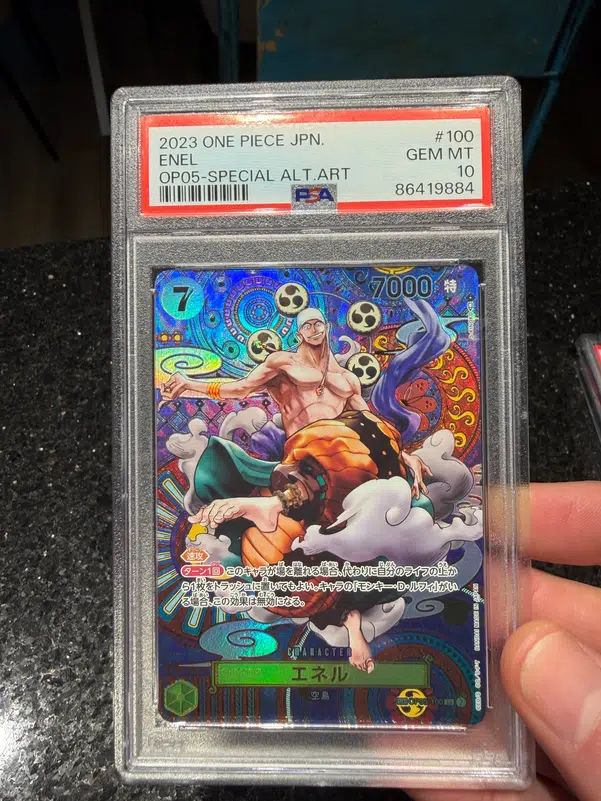 2023 ONE PIECE JPN. #100
ENEL GEM MT
OP05-SPECIAL ALT.ART 10
PSA 86419884
7 7000 特
速攻
ターン1回 このキャラが場を離れる場合、代わりに自分のライフの上か
ら1枚をトラッシュに置いてもよい。キャラの「モンキー・D・ルフィ」がい
る場合、この効果は無効になる。
CHARACTER
エネル
空島